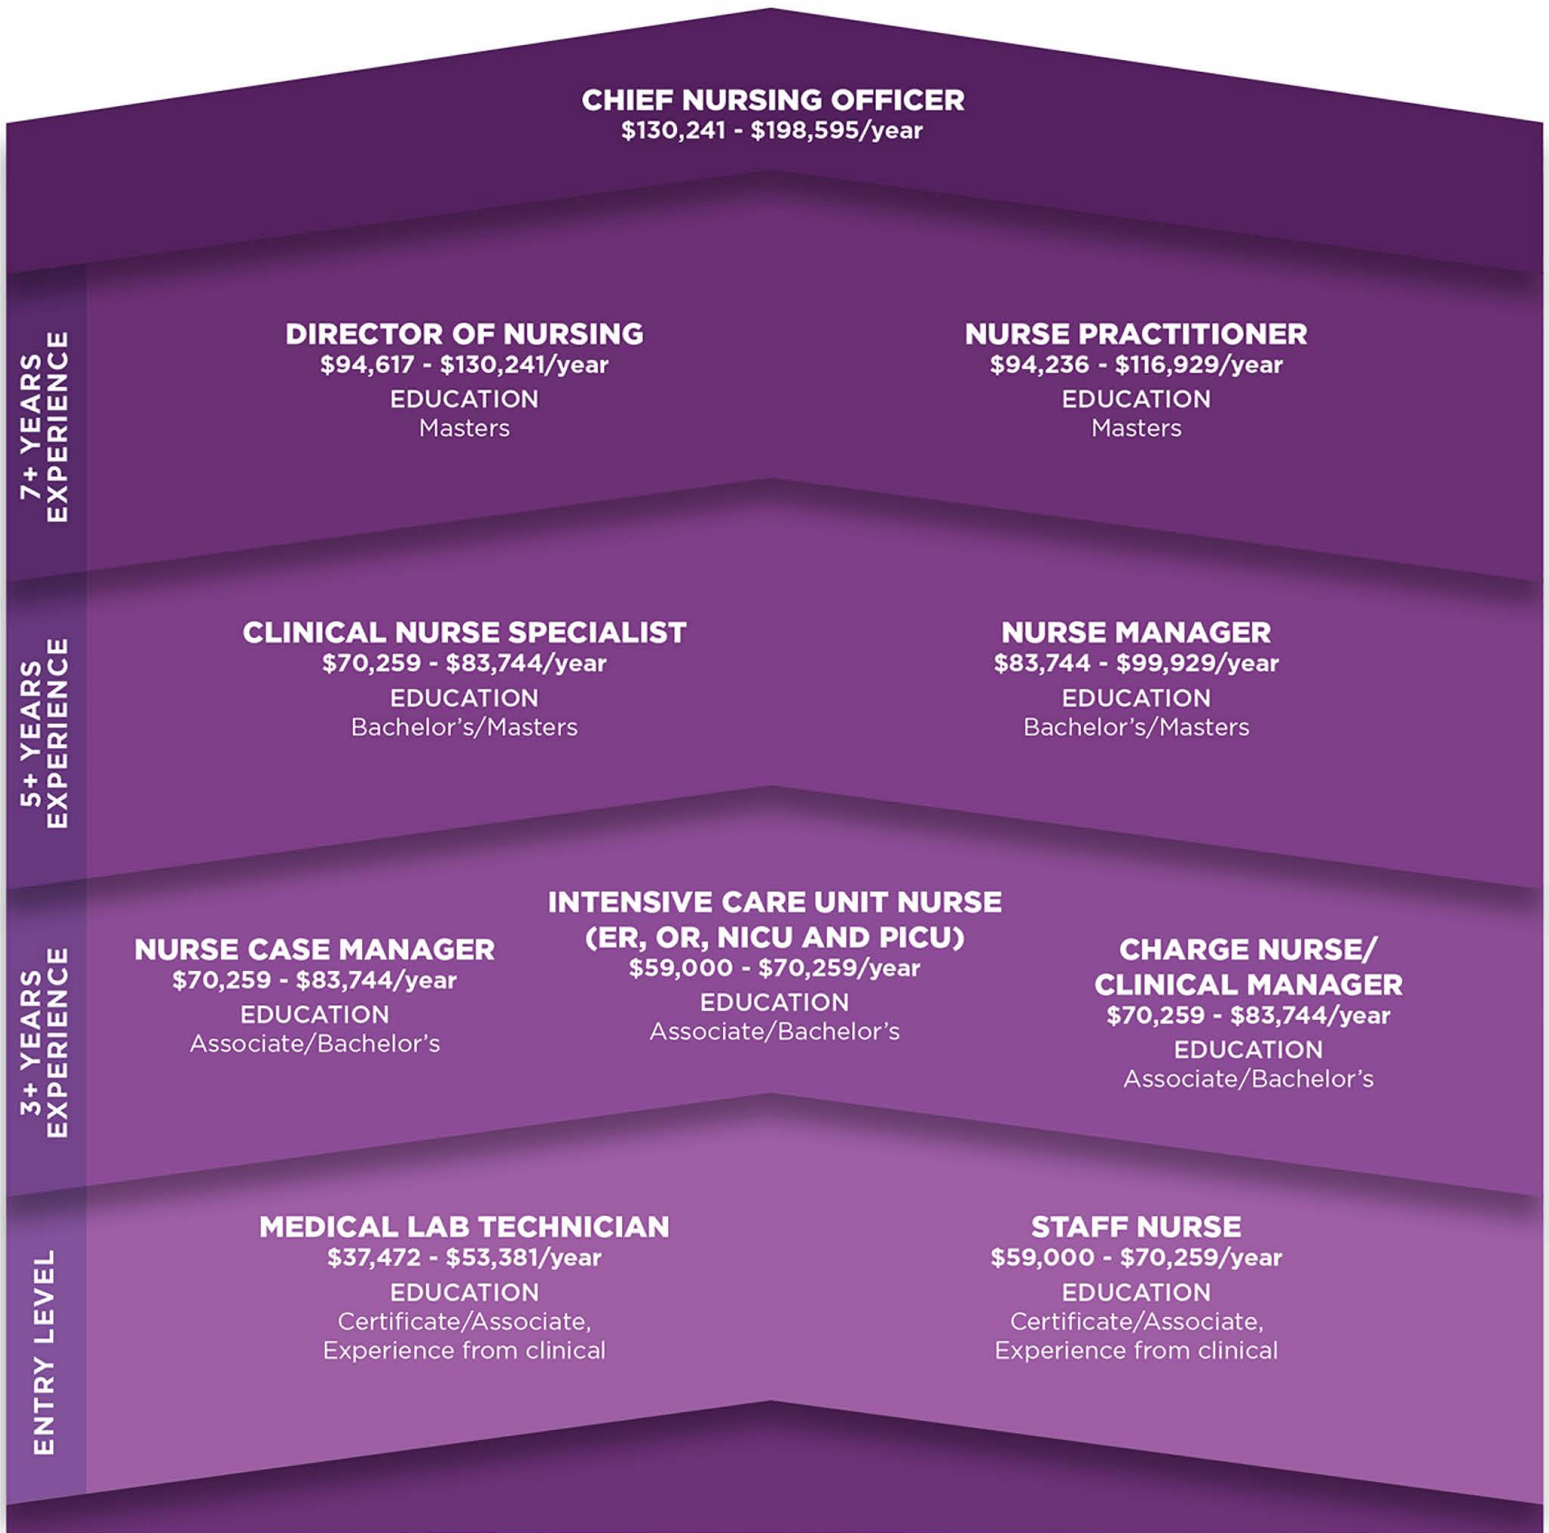 CHIEF NURSING OFFICER
$130,241 - $198,595/year
7+ YEARS
EXPERIENCE
DIRECTOR OF NURSING
$94,617 - $130,241/year
EDUCATION
Masters
NURSE PRACTITIONER
$94,236 - $116,929/year
EDUCATION
Masters
5+ YEARS
EXPERIENCE
CLINICAL NURSE SPECIALIST
$70,259 - $83,744/year
EDUCATION
Bachelor's/Masters
NURSE MANAGER
$83,744 - $99,929/year
EDUCATION
Bachelor's/Masters
3+ YEARS
EXPERIENCE
NURSE CASE MANAGER
$70,259 - $83,744/year
EDUCATION
Associate/Bachelor's
INTENSIVE CARE UNIT NURSE
(ER, OR, NICU AND PICU)
$59,000 - $70,259/year
EDUCATION
Associate/Bachelor's
CHARGE NURSE/
CLINICAL MANAGER
$70,259 - $83,744/year
EDUCATION
Associate/Bachelor's
ENTRY LEVEL
MEDICAL LAB TECHNICIAN
$37,472 - $53,381/year
EDUCATION
Certificate/Associate,
Experience from clinical
STAFF NURSE
$59,000 - $70,259/year
EDUCATION
Certificate/Associate,
Experience from clinical